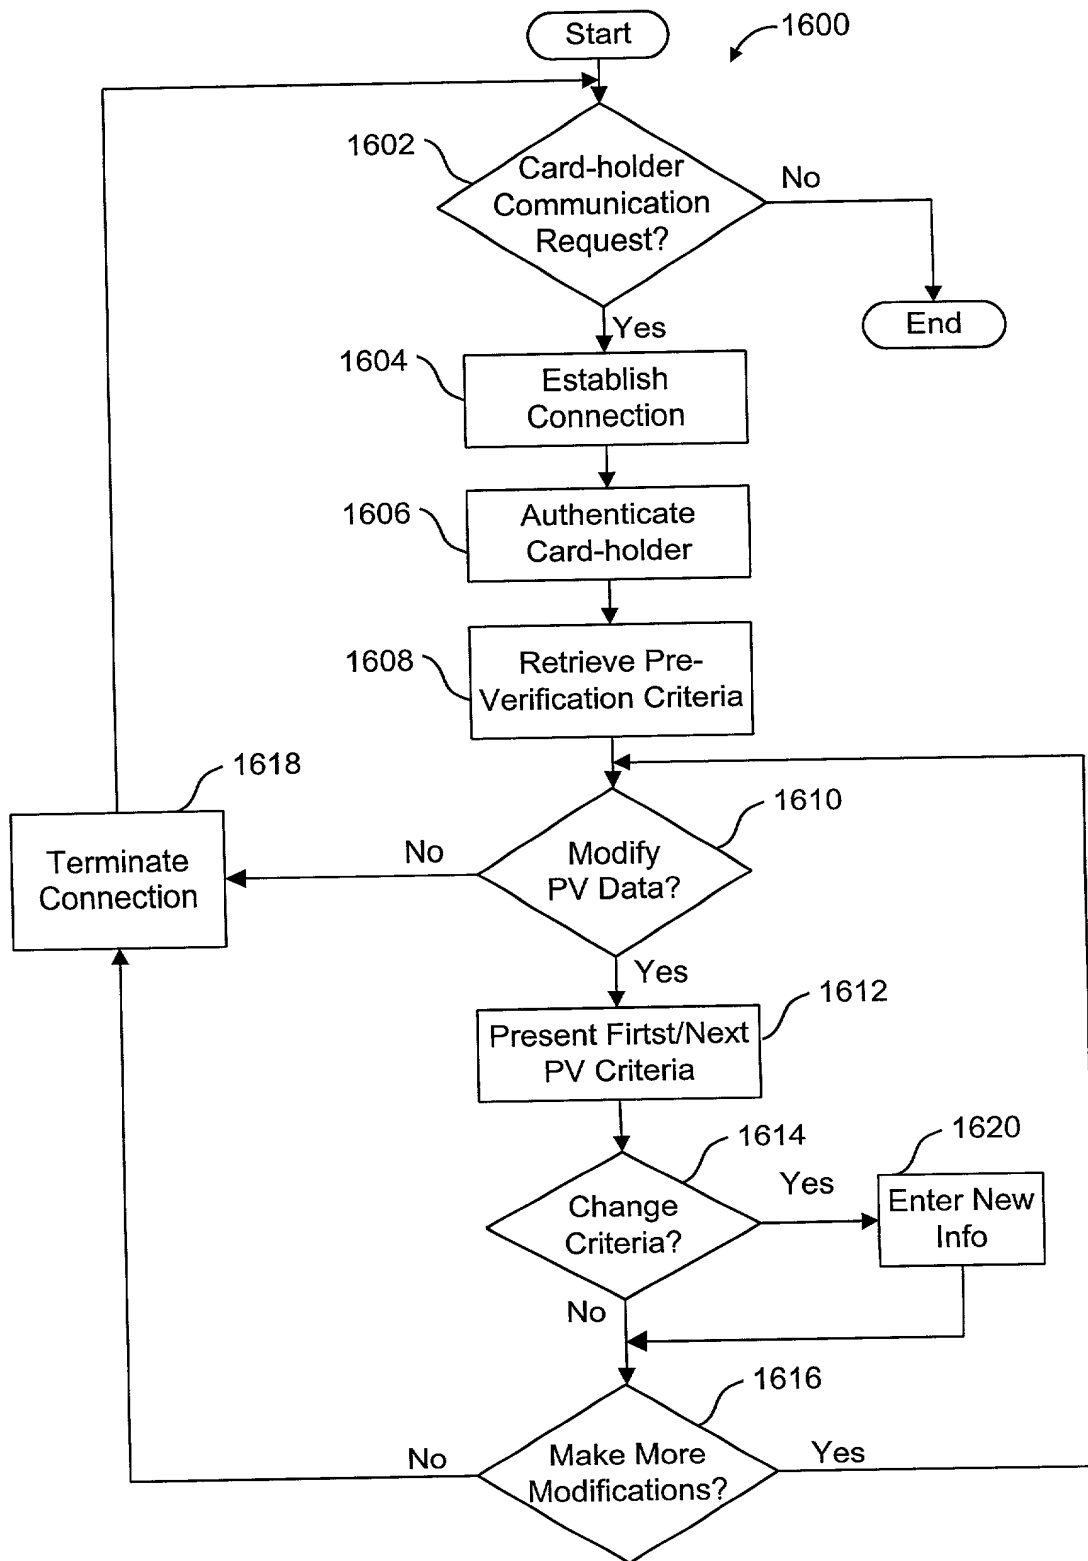 Start
1600
1602
Card-holder
Communication
Request?
No
End
Yes
1604
Establish
Connection
1606
Authenticate
Card-holder
1608
Retrieve Pre-
Verification Criteria
1618
Terminate
Connection
No
1610
Modify
PV Data?
Yes
1612
Present Firtst/Next
PV Criteria
1614
Change
Criteria?
Yes
1620
Enter New
Info
No
1616
Make More
Modifications?
No
Yes